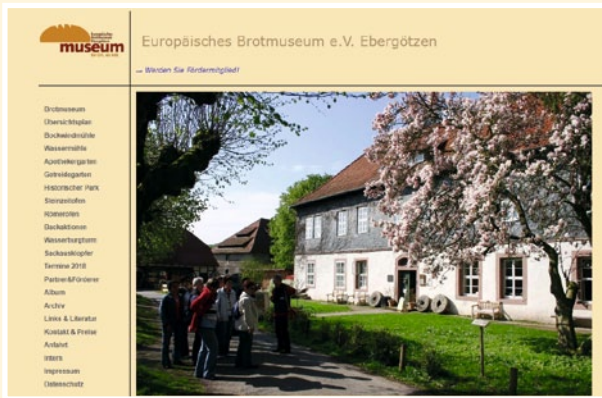 museum
Europäisches Brotmuseum e.V. Ebergötzen
... Werden Sie Fördermitglied!
Brotmuseum
Übersichtsplan
Bockwindmühle
Wassermühle
Apothekergarten
Getreidegarten
Historischer Park
Steinzeitofen
Römerofen
Backaktionen
Wasserburgturm
Sackausklopfer
Termine 2018
Partner&Förderer
Album
Archiv
Links & Literatur
Kontakt & Preise
Anfahrt
Intern
Impressum
Datenschutz